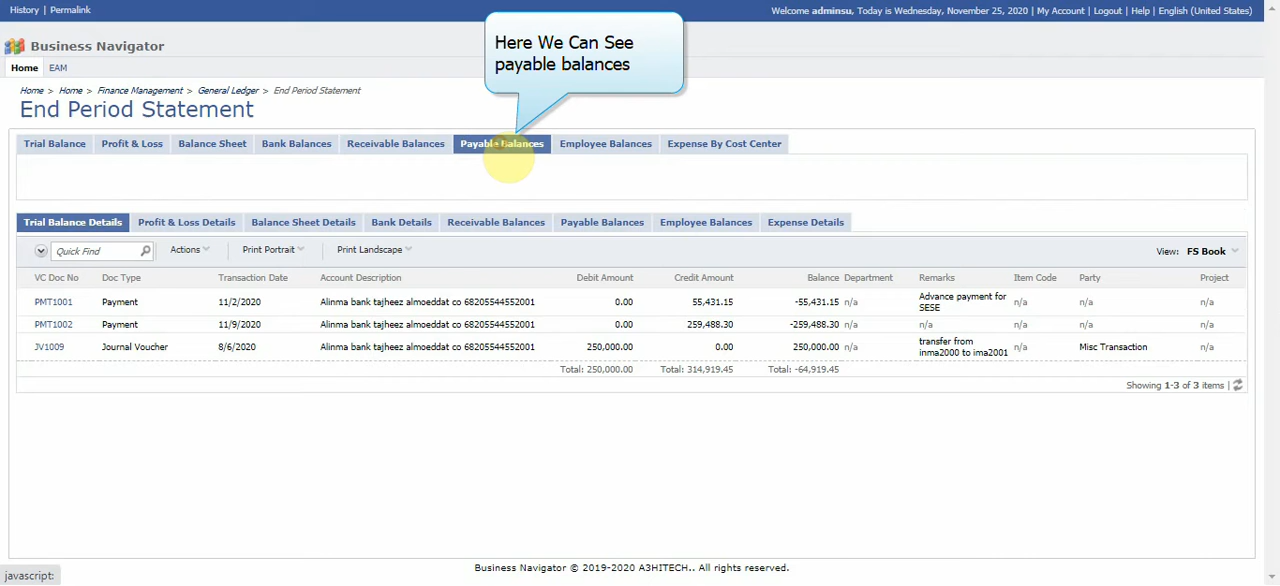 History | Permalink
Welcome adminsu, Today is Wednesday, November 25, 2020 | My Account | Logout | Help | English (United States)
Here We Can See
payable balances
Business Navigator
Home EAM
Home > Home > Finance Management > General Ledger > End Period Statement
End Period Statement
Trial Balance Profit & Loss Balance Sheet Bank Balances Receivable Balances Payable Balances Employee Balances Expense By Cost Center
Trial Balance Details Profit & Loss Details Balance Sheet Details Bank Details Receivable Balances Payable Balances Employee Balances Expense Details
Quick Find Actions Print Portrait Print Landscape View: FS Book
VC Doc No Doc Type Transaction Date Account Description Debit Amount Credit Amount Balance Department Remarks Item Code Party Project
PMT1001 Payment 11/2/2020 Alinma bank tajheez almoeddat co 68205544552001 0.00 55,431.15 -55,431.15 n/a Advance payment for SESE n/a n/a n/a
PMT1002 Payment 11/9/2020 Alinma bank tajheez almoeddat co 68205544552001 0.00 259,488.30 -259,488.30 n/a n/a n/a n/a n/a
JV1009 Journal Voucher 8/6/2020 Alinma bank tajheez almoeddat co 68205544552001 250,000.00 0.00 250,000.00 n/a transfer from inma2000 to ima2001 n/a Misc Transaction n/a
Total: 250,000.00 Total: 314,919.45 Total: -64,919.45
Showing 1-3 of 3 items |
Business Navigator © 2019-2020 A3HITECH.. All rights reserved.
javascript: